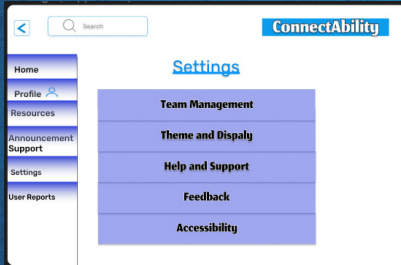 Search
ConnectAbility
Settings
Home
Profile
Resources
Announcement
Support
Settings
User Reports
Team Management
Theme and Dispaly
Help and Support
Feedback
Accessibility